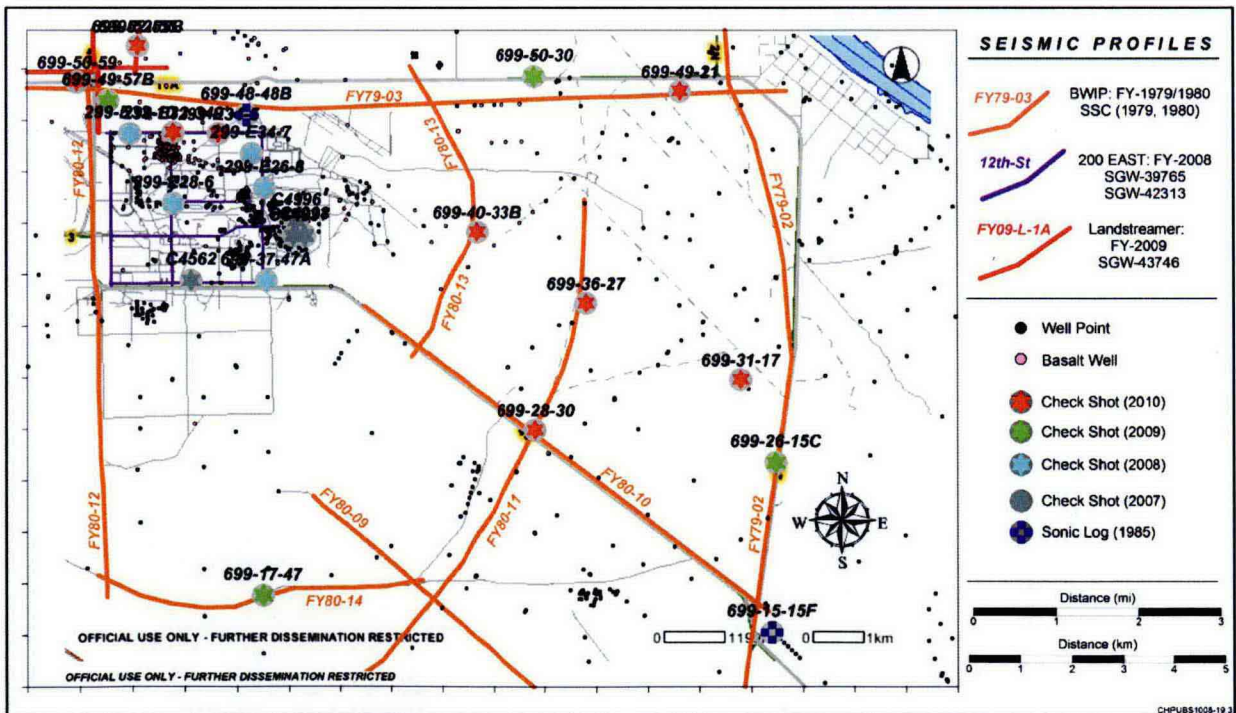 699-50-59
699-49-57B
699-48-48B
699-50-30
699-49-21
FY79-03
FY80-12
FY80-13
FY79-02
299-E34-7
299-E26-8
C4996
699-40-33B
3
C4562
FY80-13
699-36-27
699-31-17
699-28-30
699-26-15C
FY80-12
FY80-09
FY80-11
FY80-10
FY79-02
N
W E
S
699-17-47
FY80-14
699-15-15F
OFFICIAL USE ONLY - FURTHER DISSEMINATION RESTRICTED
0 1km
OFFICIAL USE ONLY - FURTHER DISSEMINATION RESTRICTED
SEISMIC PROFILES
FY79-03
BWIP: FY-1979/1980
SSC (1979, 1980)
12th-St
200 EAST: FY-2008
SGW-39765
SGW-42313
FY09-L-1A
Landstreamer:
FY-2009
SGW-43746
Well Point
Basalt Well
Check Shot (2010)
Check Shot (2009)
Check Shot (2008)
Check Shot (2007)
Sonic Log (1985)
Distance (mi)
0 1 2 3
Distance (km)
0 1 2 3 4 5
CHPUBS1008-19.3